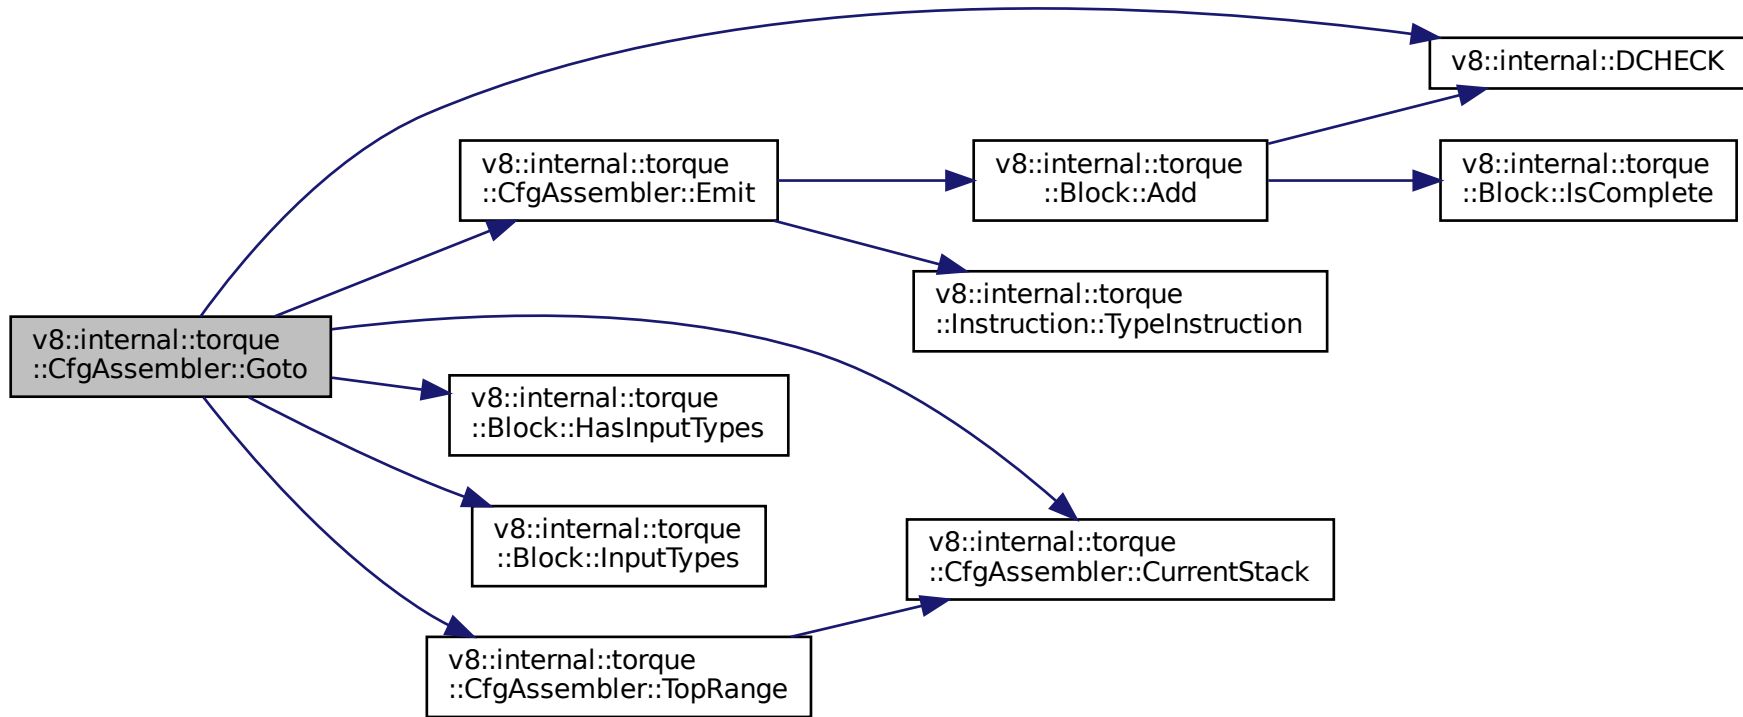 v8::internal::DCHECK
v8::internal::torque
::CfgAssembler::Emit
v8::internal::torque
::Block::Add
v8::internal::torque
::Block::IsComplete
v8::internal::torque
::Instruction::TypeInstruction
v8::internal::torque
::CfgAssembler::Goto
v8::internal::torque
::Block::HasInputTypes
v8::internal::torque
::Block::InputTypes
v8::internal::torque
::CfgAssembler::CurrentStack
v8::internal::torque
::CfgAssembler::TopRange